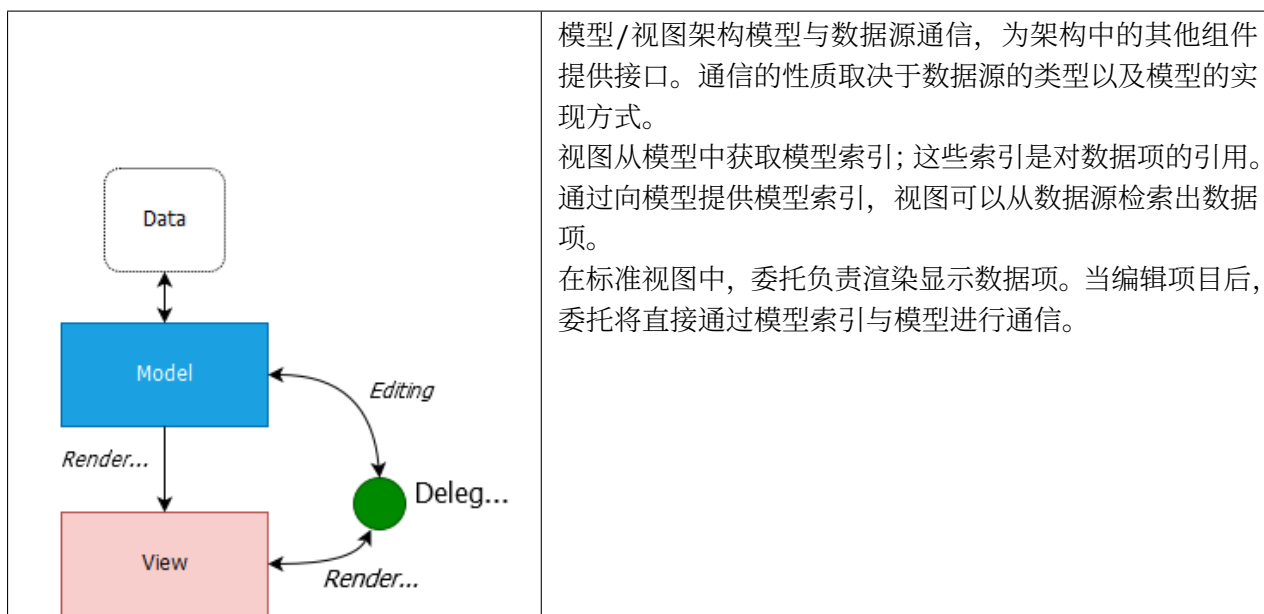 Data
Model
Editing
Render...
Deleg...
View
Render...
模型/视图架构模型与数据源通信，为架构中的其他组件
提供接口。通信的性质取决于数据源的类型以及模型的实
现方式。
视图从模型中获取模型索引；这些索引是对数据项的引用。
通过向模型提供模型索引，视图可以从数据源检索出数据
项。
在标准视图中，委托负责渲染显示数据项。当编辑项目后，
委托将直接通过模型索引与模型进行通信。